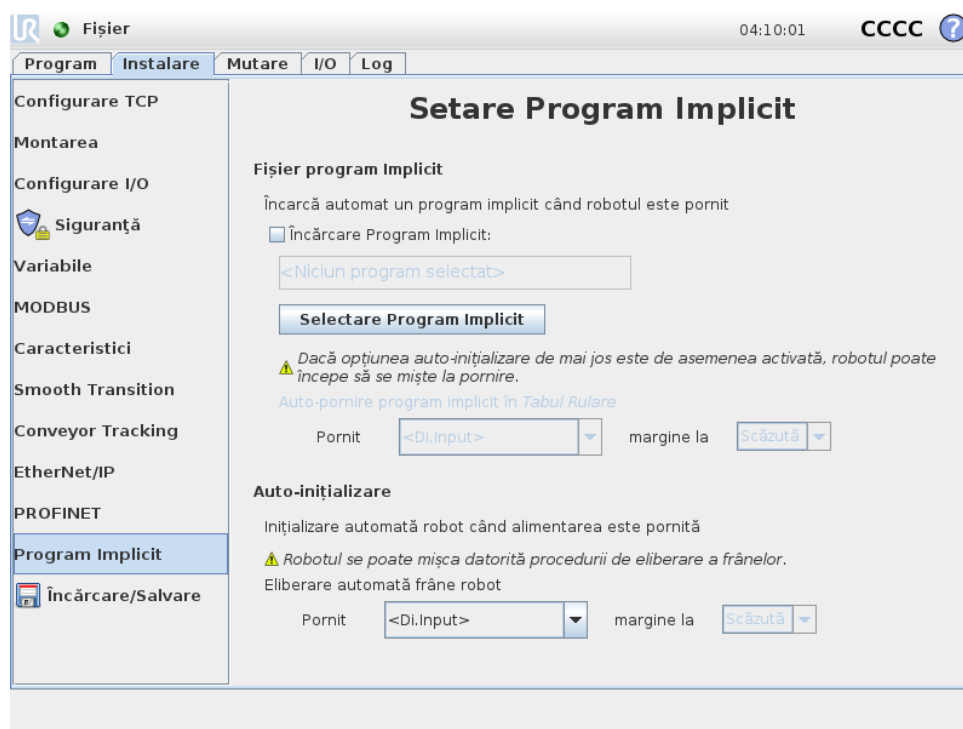 UR Fișier 04:10:01 CCCC ?
Program Instalare Mutare I/O Log
Configurare TCP
Montarea
Configurare I/O
Siguranţă
Variabile
MODBUS
Caracteristici
Smooth Transition
Conveyor Tracking
EtherNet/IP
PROFINET
Program Implicit
Încărcare/Salvare
Setare Program Implicit
Fișier program Implicit
Încarcă automat un program implicit când robotul este pornit
Încărcare Program Implicit:
<Niciun program selectat>
Selectare Program Implicit
Dacă opțiunea auto-inițializare de mai jos este de asemenea activată, robotul poate
începe să se miște la pornire.
Auto-pornire program implicit în Tabul Rulare
Pornit <Di.Input> margine la Scăzută
Auto-inițializare
Inițializare automată robot când alimentarea este pornită
Robotul se poate mișca datorită procedurii de eliberare a frânelor.
Eliberare automată frâne robot
Pornit <Di.Input> margine la Scăzută